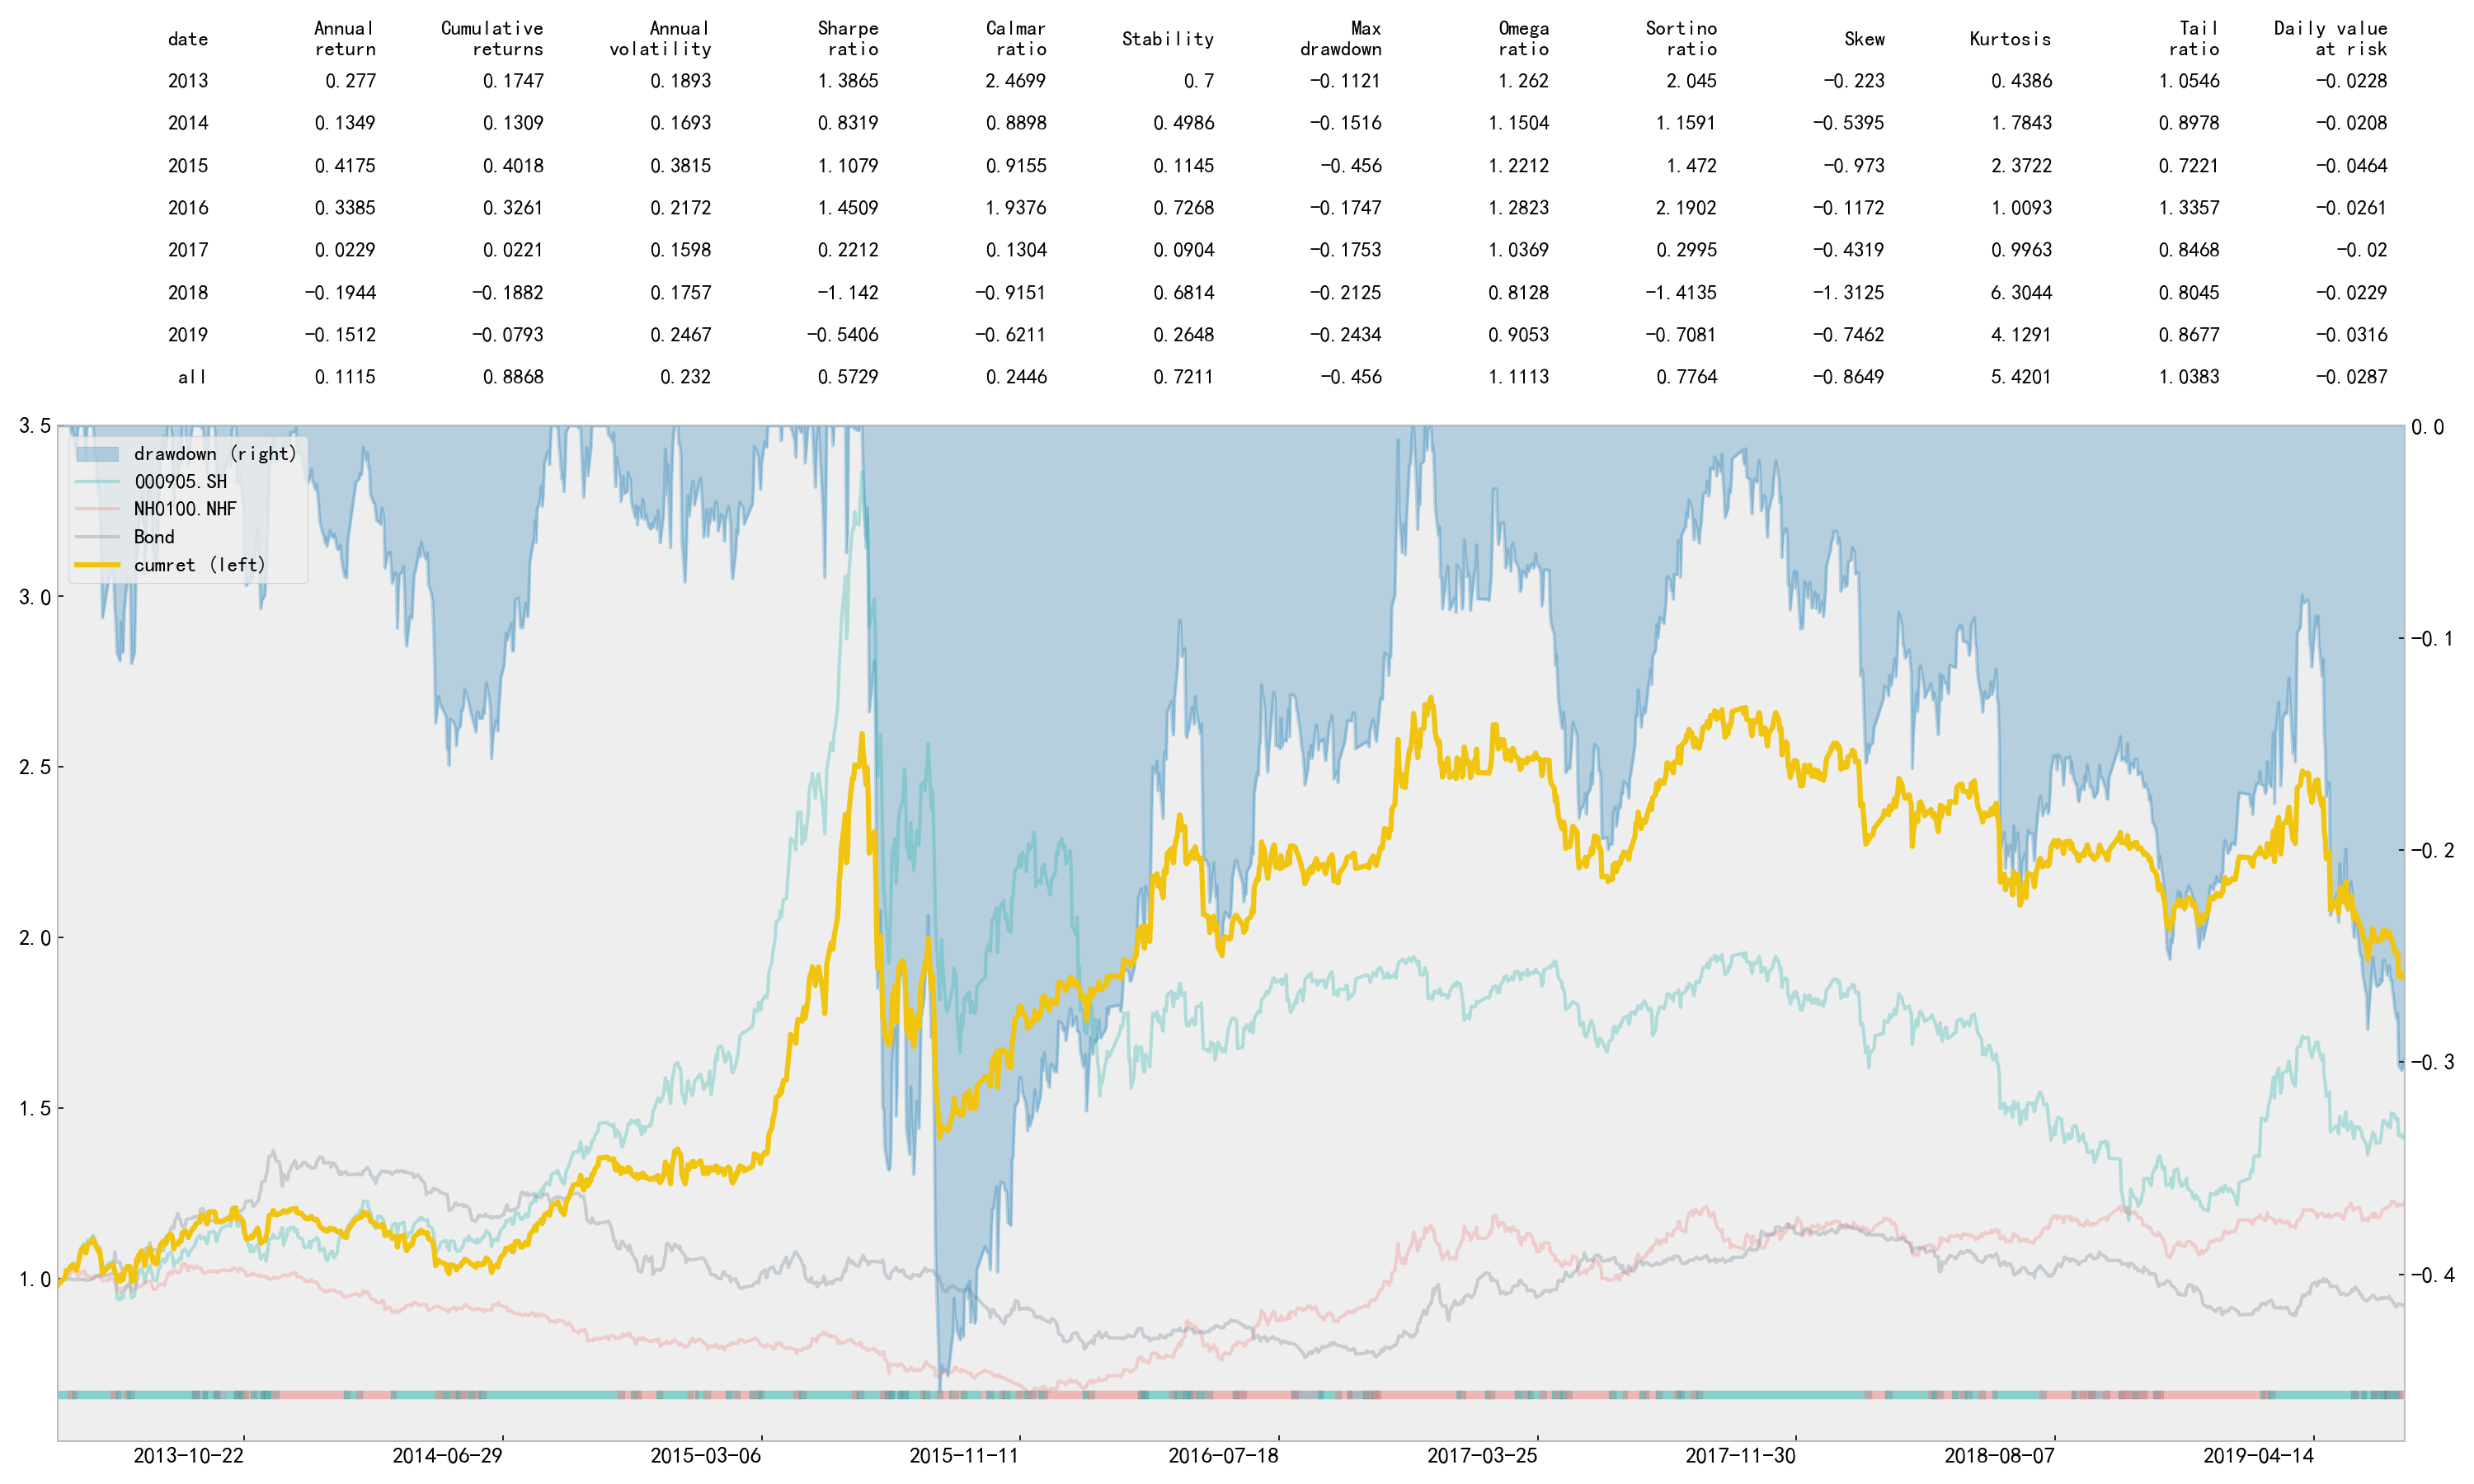 date Annual return Cumulative returns Annual volatility Sharpe ratio Calmar ratio Stability Max drawdown Omega ratio Sortino ratio Skew Kurtosis Tail ratio Daily value at risk
2013 0.277 0.1747 0.1893 1.3865 2.4699 0.7 −0.1121 1.262 2.045 −0.223 0.4386 1.0546 −0.0228
2014 0.1349 0.1309 0.1693 0.8319 0.8898 0.4986 −0.1516 1.1504 1.1591 −0.5395 1.7843 0.8978 −0.0208
2015 0.4175 0.4018 0.3815 1.1079 0.9155 0.1145 −0.456 1.2212 1.472 −0.973 2.3722 0.7221 −0.0464
2016 0.3385 0.3261 0.2172 1.4509 1.9376 0.7268 −0.1747 1.2823 2.1902 −0.1172 1.0093 1.3357 −0.0261
2017 0.0229 0.0221 0.1598 0.2212 0.1304 0.0904 −0.1753 1.0369 0.2995 −0.4319 0.9963 0.8468 −0.02
2018 −0.1944 −0.1882 0.1757 −1.142 −0.9151 0.6814 −0.2125 0.8128 −1.4135 −1.3125 6.3044 0.8045 −0.0229
2019 −0.1512 −0.0793 0.2467 −0.5406 −0.6211 0.2648 −0.2434 0.9053 −0.7081 −0.7462 4.1291 0.8677 −0.0316
all 0.1115 0.8868 0.232 0.5729 0.2446 0.7211 −0.456 1.1113 0.7764 −0.8649 5.4201 1.0383 −0.0287
3.5
3.0
2.5
2.0
1.5
1.0
drawdown (right)
000905.SH
NH0100.NHF
Bond
cumret (left)
0.0
−0.1
−0.2
−0.3
−0.4
2013−10−22 2014−06−29 2015−03−06 2015−11−11 2016−07−18 2017−03−25 2017−11−30 2018−08−07 2019−04−14